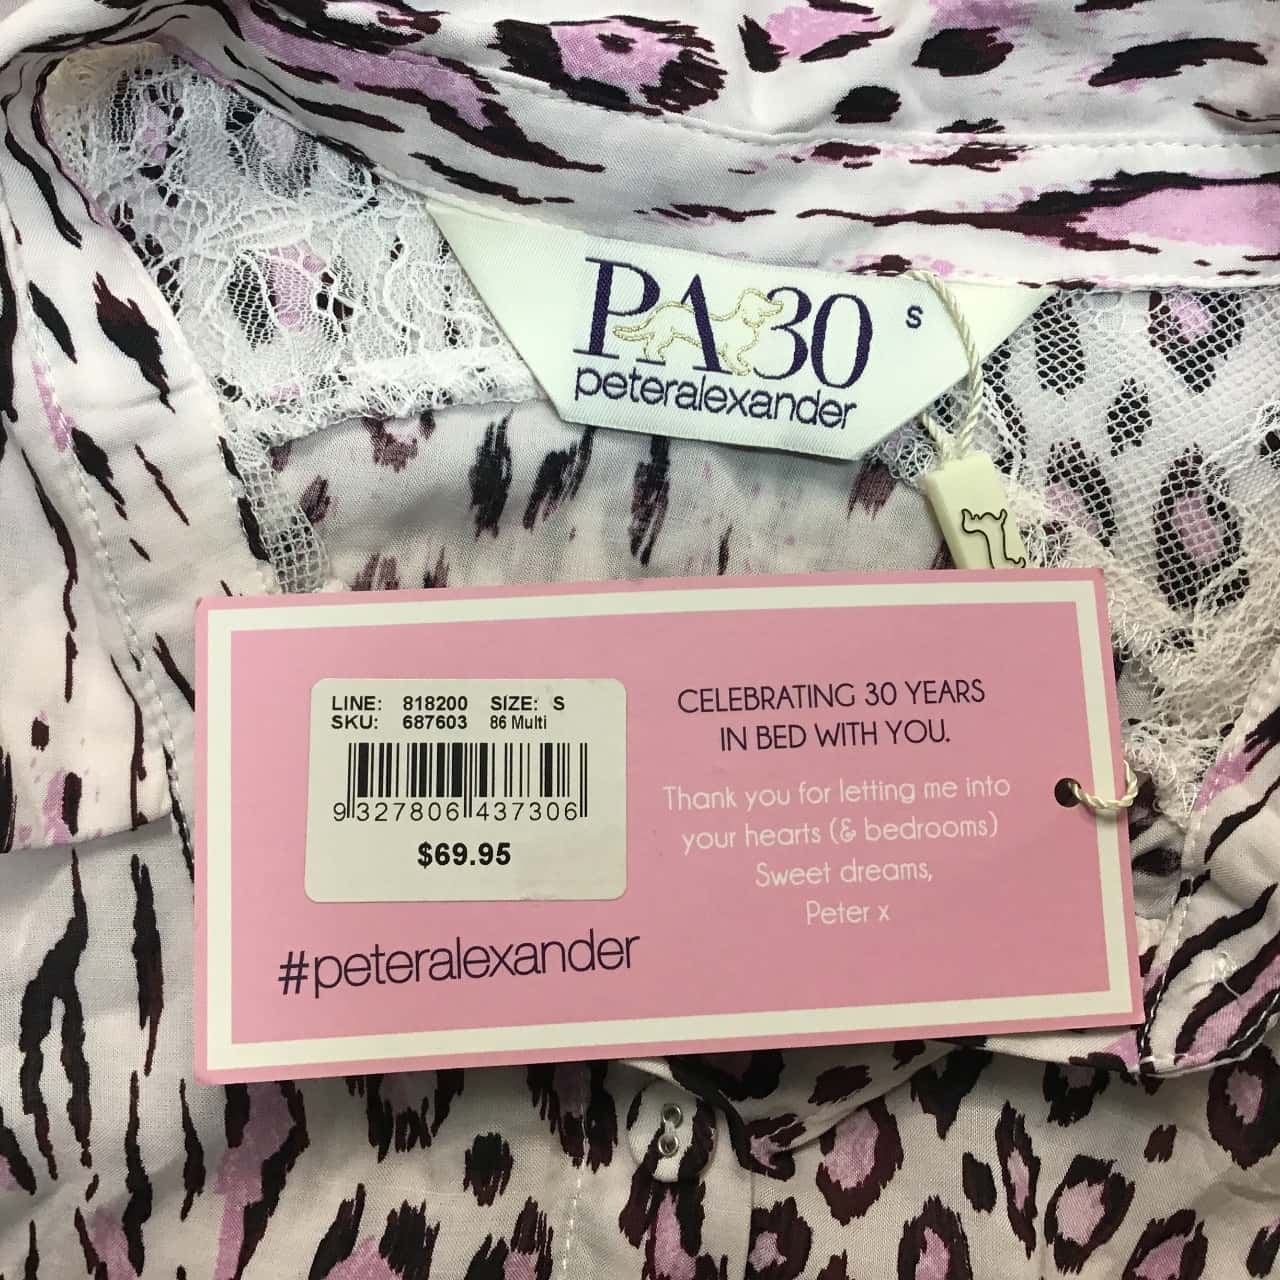 PA30 S
peteralexander
LINE: 818200 SIZE: S
SKU: 687603 86 Multi
9 327806 437306
$69.95
#peteralexander
CELEBRATING 30 YEARS
IN BED WITH YOU.
Thank you for letting me into
your hearts (& bedrooms)
Sweet dreams,
Peter x